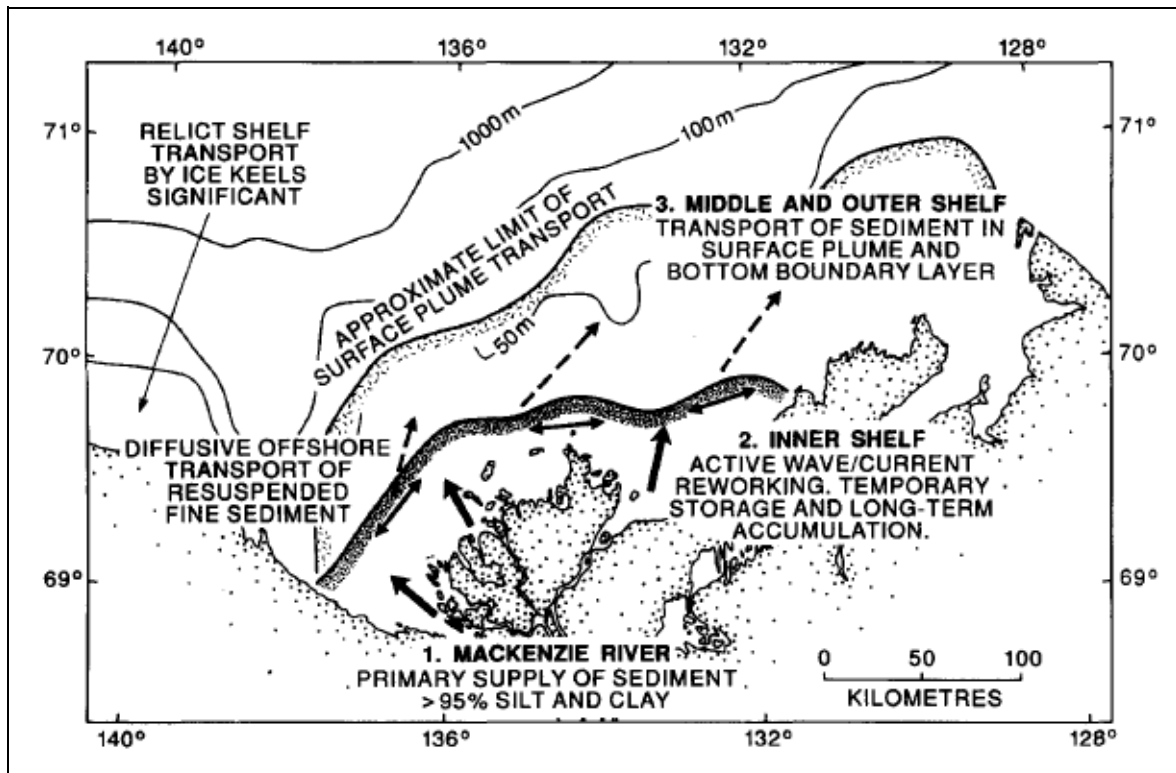 140°
136°
132°
128°
71°
71°
1000m
100m
RELICT SHELF
TRANSPORT
BY ICE KEELS
SIGNIFICANT
APPROXIMATE LIMIT OF
SURFACE PLUME TRANSPORT
3. MIDDLE AND OUTER SHELF
TRANSPORT OF SEDIMENT IN
SURFACE PLUME AND
BOTTOM BOUNDARY LAYER
50m
70°
70°
DIFFUSIVE OFFSHORE
TRANSPORT OF
RESUSPENDED
FINE SEDIMENT
2. INNER SHELF
ACTIVE WAVE/CURRENT
REWORKING. TEMPORARY
STORAGE AND LONG-TERM
ACCUMULATION.
69°
69°
1. MACKENZIE RIVER
PRIMARY SUPPLY OF SEDIMENT
>95% SILT AND CLAY
0 50 100
KILOMETRES
140°
136°
132°
128°